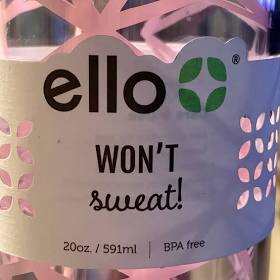 ello ®
WON'T
sweat!
20oz. / 591ml | BPA free